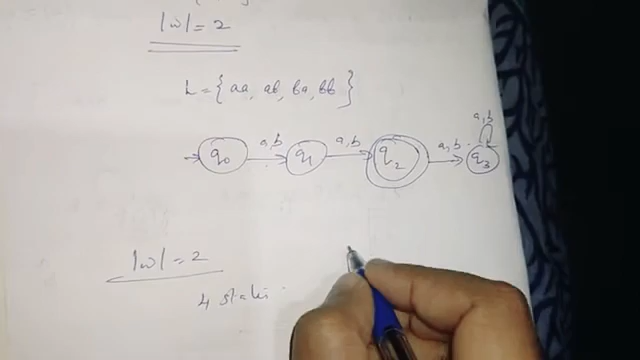 |w| = 2
L = {aa, ab, ba, bb}
a,b
a,b a,b a,b
q0 q1 q2 q3
|w| = 2
4 states